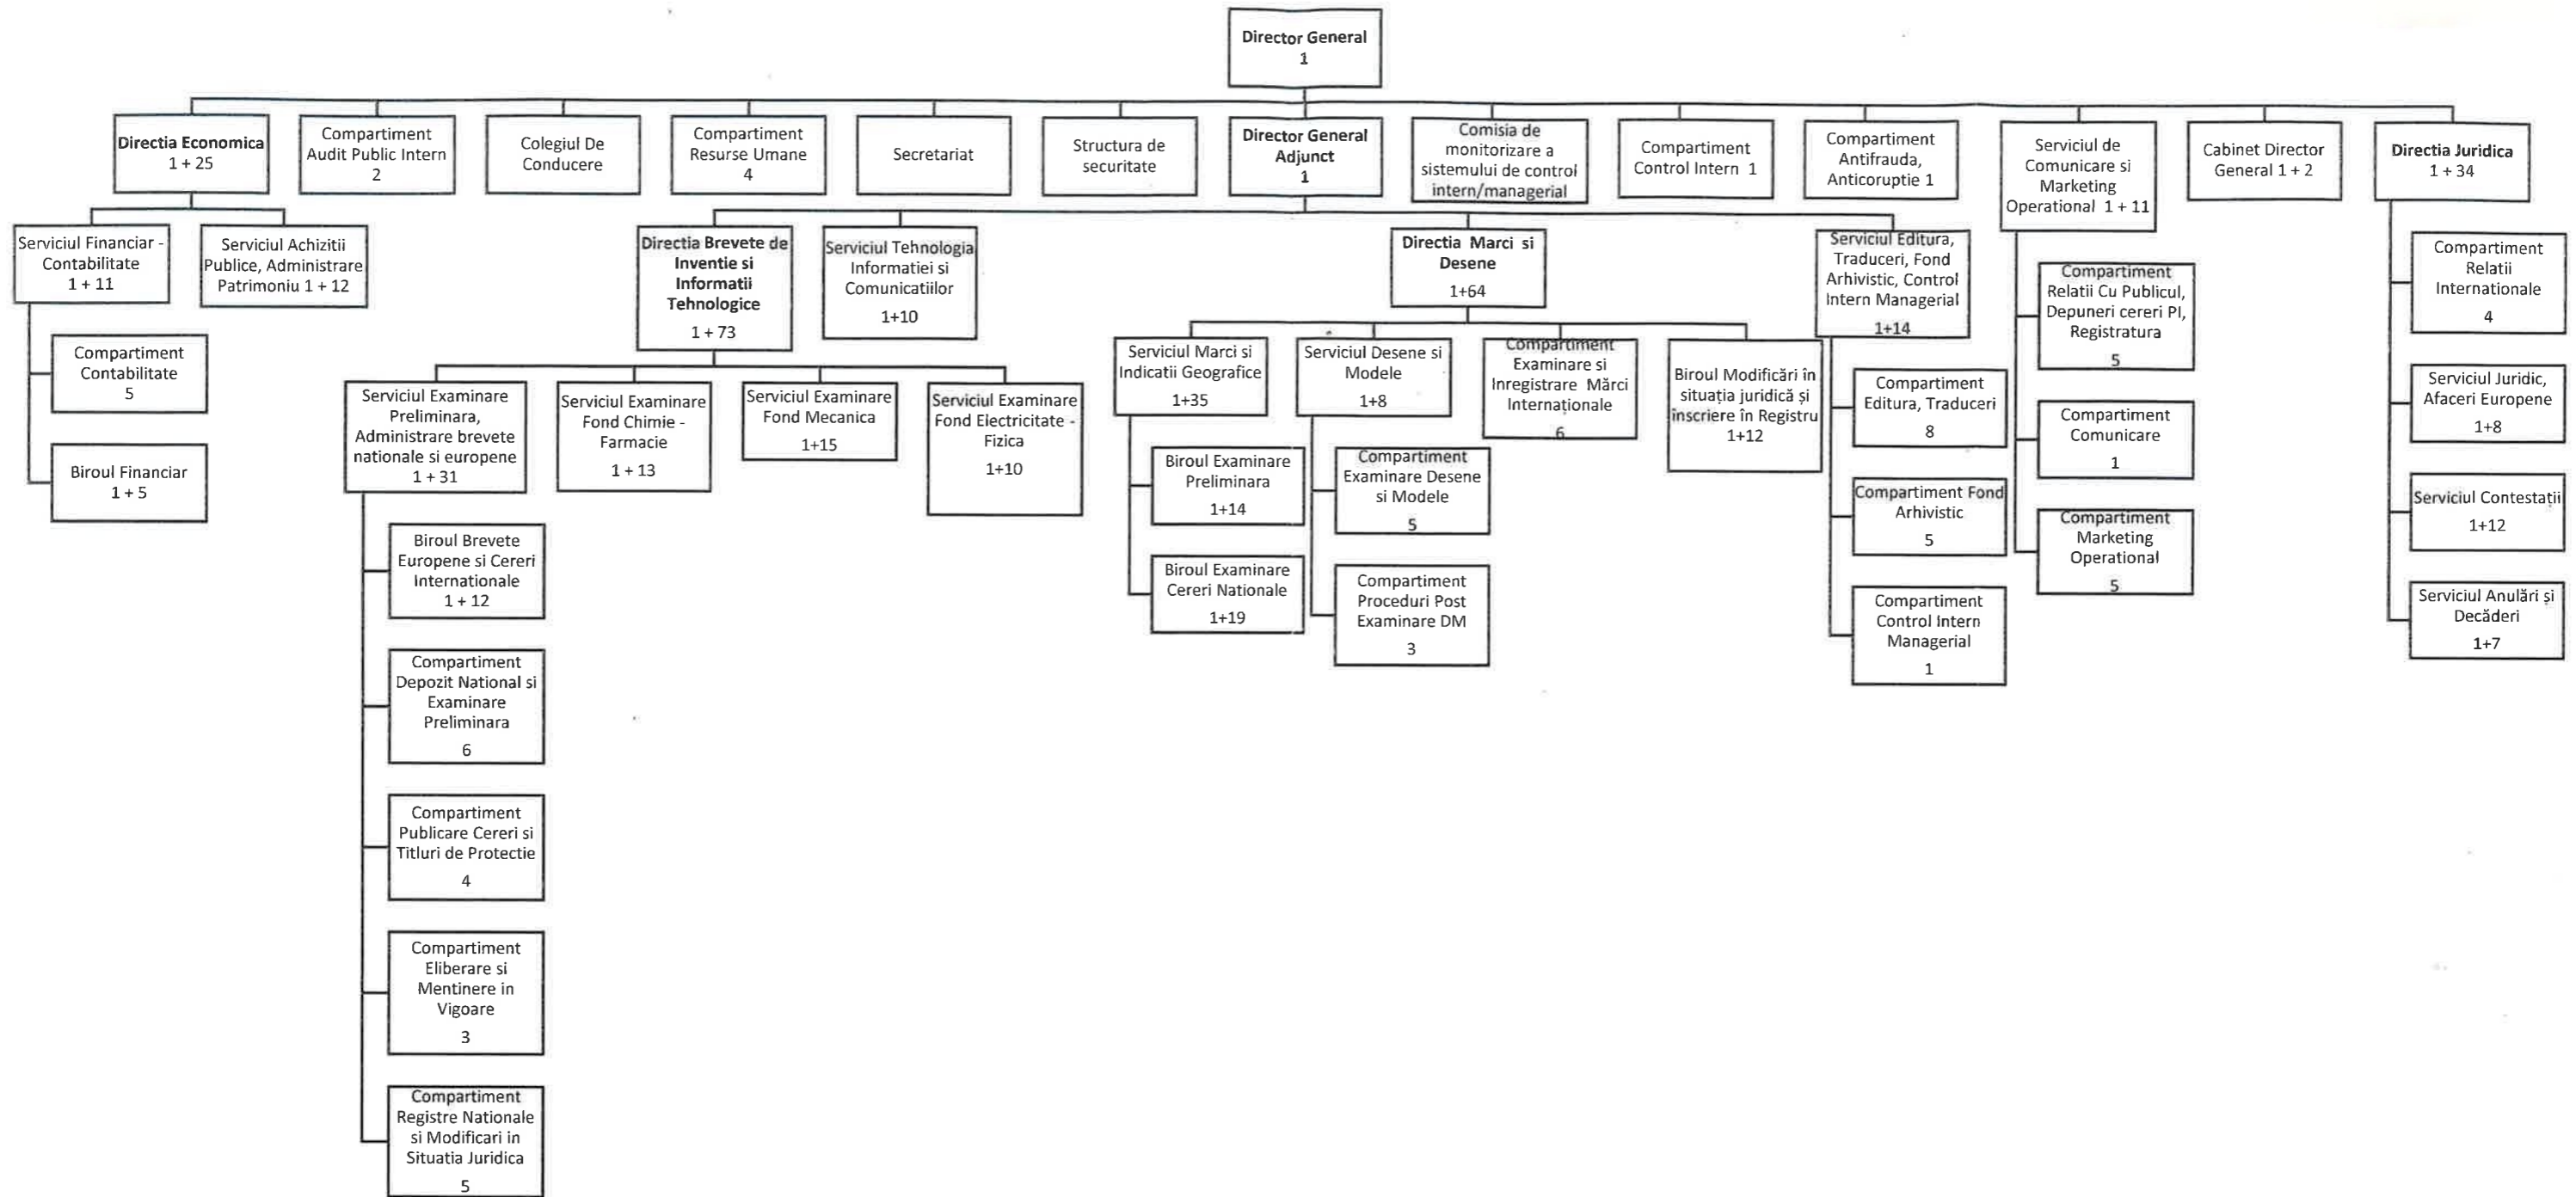 Director General
1
Directia Economica
1 + 25
Compartiment
Audit Public Intern
2
Colegiul De
Conducere
Compartiment
Resurse Umane
4
Secretariat
Structura de
securitate
Director General
Adjunct
1
Comisia de
monitorizare a
sistemului de control
intern/managerial
Compartiment
Control Intern 1
Compartiment
Antifrauda,
Anticoruptie 1
Serviciul de
Comunicare si
Marketing
Operational 1 + 11
Cabinet Director
General 1 + 2
Directia Juridica
1 + 34
Serviciul Financiar -
Contabilitate
1 + 11
Serviciul Achizitii
Publice, Administrare
Patrimoniu 1 + 12
Compartiment
Contabilitate
5
Biroul Financiar
1 + 5
Directia Brevete de
Inventie si
Informatii
Tehnologice
1 + 73
Serviciul Tehnologia
Informatiei si
Comunicatiilor
1+10
Directia Marci si
Desene
1+64
Serviciul Editura,
Traduceri, Fond
Arhivistic, Control
Intern Managerial
1+14
Serviciul Examinare
Preliminara,
Administrare brevete
nationale si europene
1 + 31
Serviciul Examinare
Fond Chimie -
Farmacie
1 + 13
Serviciul Examinare
Fond Mecanica
1+15
Serviciul Examinare
Fond Electricitate -
Fizica
1+10
Biroul Brevete
Europene si Cereri
Internationale
1 + 12
Compartiment
Depozit National si
Examinare
Preliminara
6
Compartiment
Publicare Cereri si
Titluri de Protectie
4
Compartiment
Eliberare si
Mentinere in
Vigoare
3
Compartiment
Registre Nationale
si Modificari in
Situatia Juridica
5
Serviciul Marci si
Indicatii Geografice
1+35
Serviciul Desene si
Modele
1+8
Compartiment
Examinare si
Inregistrare Mărci
Internaționale
6
Biroul Modificări în
situația juridică și
înscriere în Registru
1+12
Biroul Examinare
Preliminara
1+14
Biroul Examinare
Cereri Nationale
1+19
Compartiment
Examinare Desene
si Modele
5
Compartiment
Proceduri Post
Examinare DM
3
Compartiment
Editura, Traduceri
8
Compartiment Fond
Arhivistic
5
Compartiment
Control Intern
Managerial
1
Compartiment
Relatii Cu Publicul,
Depuneri cereri PI,
Registratura
5
Compartiment
Comunicare
1
Compartiment
Marketing
Operational
5
Compartiment
Relatii
Internationale
4
Serviciul Juridic,
Afaceri Europene
1+8
Serviciul Contestații
1+12
Serviciul Anulări și
Decăderi
1+7